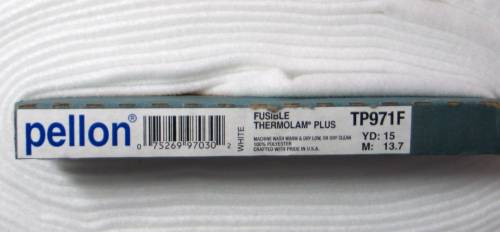 pellon®
0 75269 97030 2
WHITE
FUSIBLE
THERMOLAM® PLUS
MACHINE WASH WARM & DRY LOW, OR DRY CLEAN
100% POLYESTER
CRAFTED WITH PRIDE IN U.S.A.
TP971F
YD: 15
M: 13.7